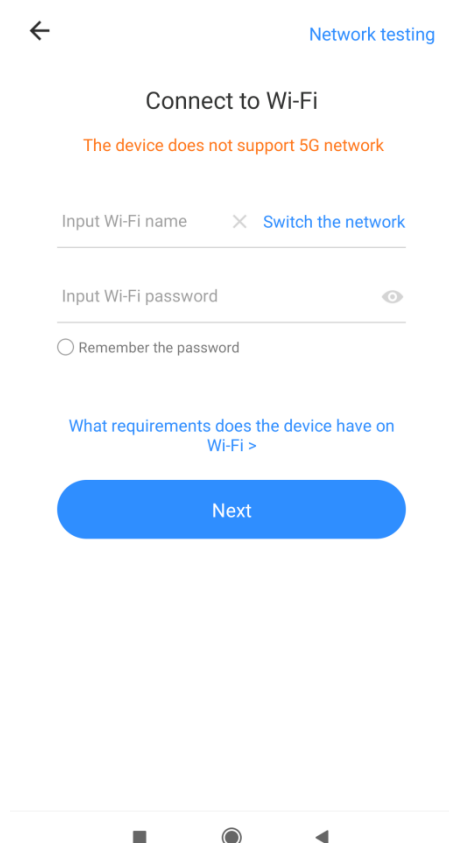 Network testing
Connect to Wi-Fi
The device does not support 5G network
Input Wi-Fi name
Switch the network
Input Wi-Fi password
Remember the password
What requirements does the device have on
Wi-Fi >
Next